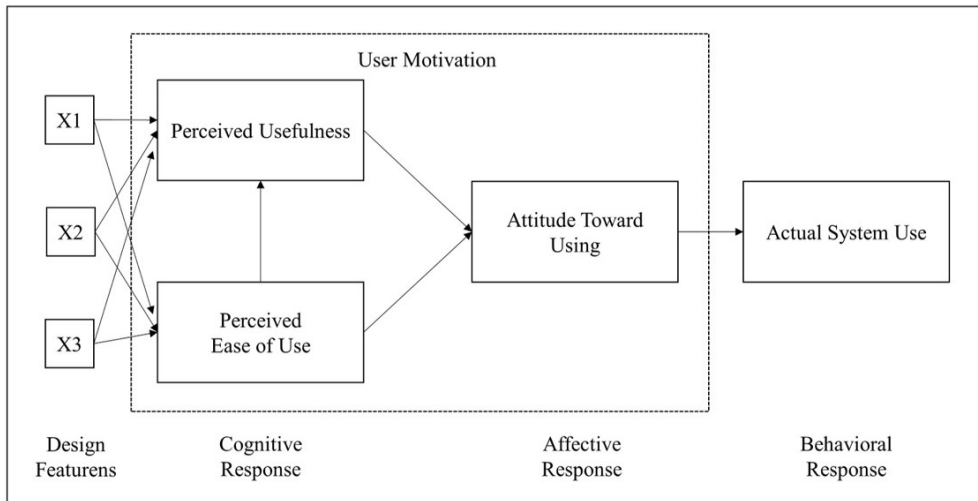 User Motivation
X1
Perceived Usefulness
X2
Attitude Toward
Using
Actual System Use
X3
Perceived
Ease of Use
Design
Featurens
Cognitive
Response
Affective
Response
Behavioral
Response